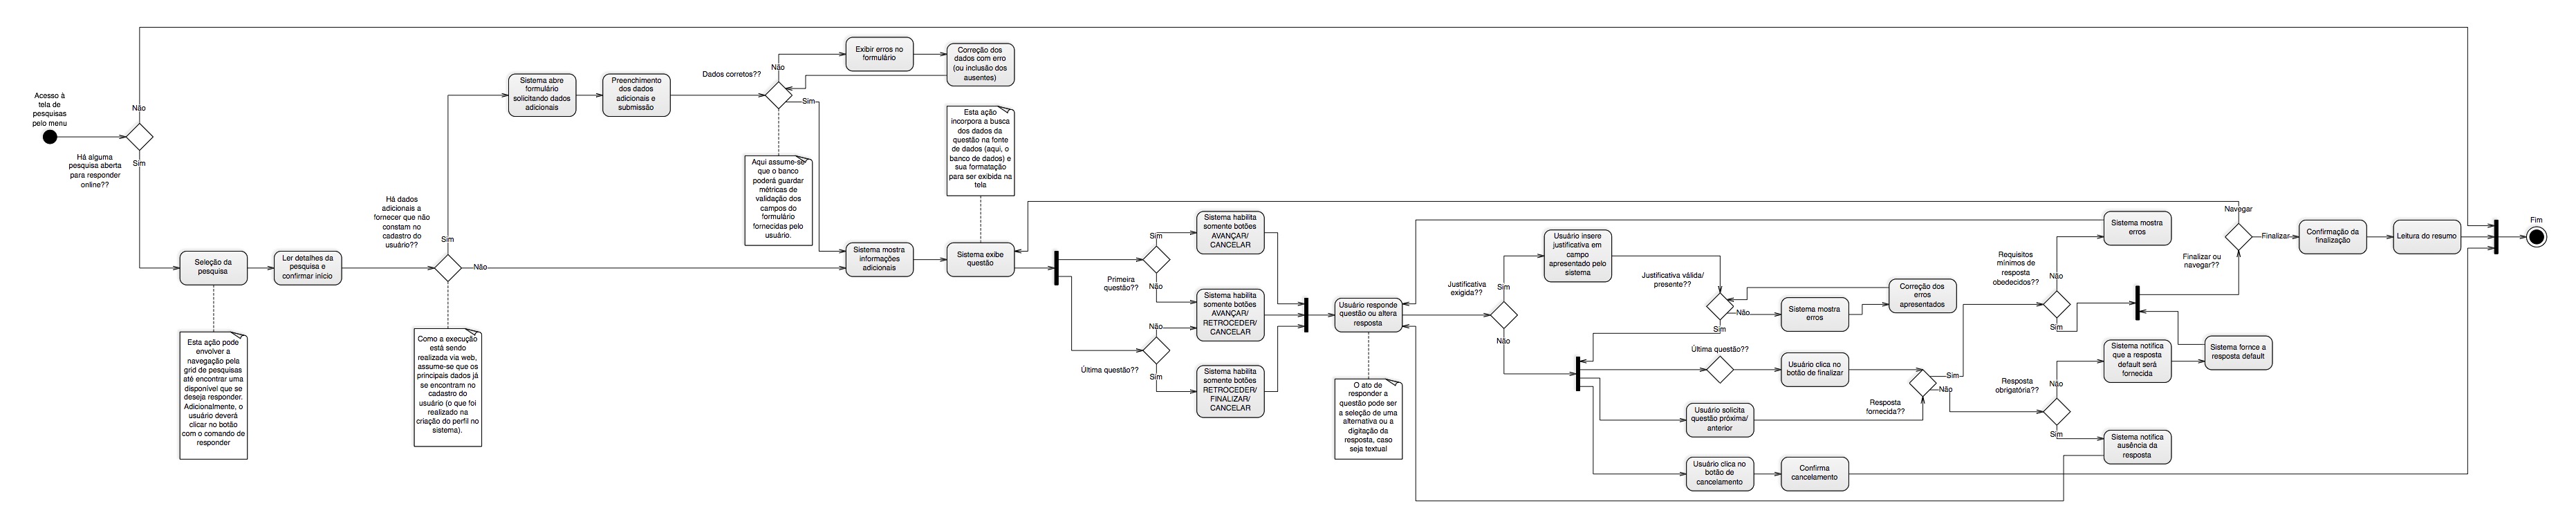 Acesso à
tela de
pesquisas
pelo menu
Não
Há alguma
pesquisa aberta
para responder
online??
Sim
Seleção da
pesquisa
Esta ação pode
envolver a
navegação pela
grid de pesquisas
até encontrar uma
disponível que se
deseja responder.
Adicionalmente, o
usuário deverá
clicar no botão
com o comando de
responder
Ler detalhes da
pesquisa e
confirmar início
Há dados
adicionais a
fornecer que não
constam no
cadastro do
usuário??
Sim
Não
Como a execução
está sendo
realizada via web,
assume-se que os
principais dados já
se encontram no
cadastro do
usuário (o que foi
realizado na
criação do perfil no
sistema).
Sistema abre
formulário
solicitando dados
adicionais
Preenchimento
dos dados
adicionais e
submissão
Dados corretos??
Não
Sim
Exibir erros no
formulário
Correção dos
dados com erro
(ou inclusão dos
ausentes)
Aqui assume-se
que o banco
poderá guardar
métricas de
validação dos
campos do
formulário
fornecidas pelo
usuário.
Esta ação
incorpora a busca
dos dados da
questão na fonte
de dados (aqui, o
banco de dados) e
sua formatação
para ser exibida na
tela
Sistema mostra
informações
adicionais
Sistema exibe
questão
Primeira
questão??
Sim
Não
Última questão??
Não
Sim
Sistema habilita
somente botões
AVANÇAR/
CANCELAR
Sistema habilita
somente botões
AVANÇAR/
RETROCEDER/
CANCELAR
Sistema habilita
somente botões
RETROCEDER/
FINALIZAR/
CANCELAR
Usuário responde
questão ou altera
resposta
O ato de
responder a
questão pode ser
a seleção de uma
alternativa ou a
digitação da
resposta, caso
seja textual
Justificativa
exigida??
Sim
Não
Usuário insere
justificativa em
campo
apresentado pelo
sistema
Justificativa válida/
presente??
Não
Sim
Sistema mostra
erros
Correção dos
erros
apresentados
Última questão??
Usuário clica no
botão de finalizar
Usuário solicita
questão próxima/
anterior
Usuário clica no
botão de
cancelamento
Confirma
cancelamento
Resposta
fornecida??
Sim
Não
Requisitos
mínimos de
resposta
obedecidos??
Não
Sim
Sistema mostra
erros
Resposta
obrigatória??
Não
Sim
Sistema notifica
que a resposta
default será
fornecida
Sistema fornce a
resposta default
Sistema notifica
ausência da
resposta
Finalizar ou
navegar??
Navegar
Finalizar
Confirmação da
finalização
Leitura do resumo
Fim